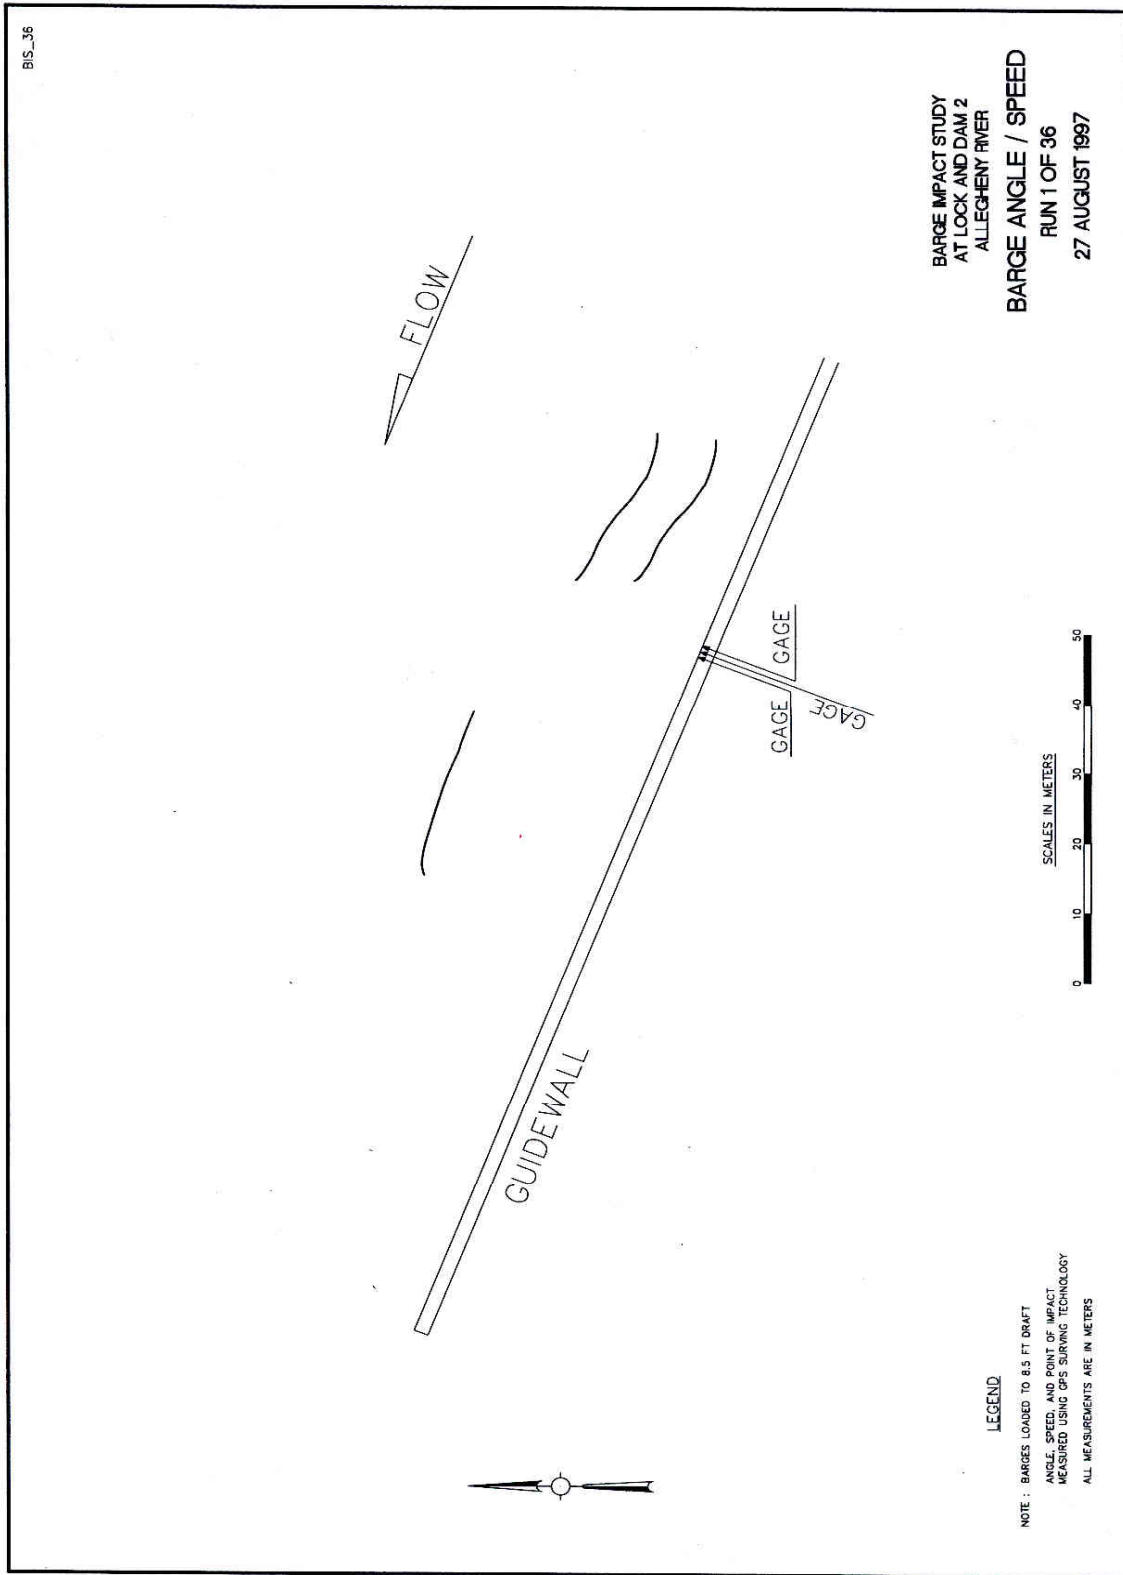 BIS_36
FLOW
GUIDEWALL
GAGE
GAGE
GAGE
BARGE IMPACT STUDY
AT LOCK AND DAM 2
ALLEGHENY RIVER
BARGE ANGLE / SPEED
RUN 1 OF 36
27 AUGUST 1997
SCALES IN METERS
0 10 20 30 40 50
LEGEND
NOTE : BARGES LOADED TO 8.5 FT DRAFT
ANGLE, SPEED, AND POINT OF IMPACT
MEASURED USING GPS SURVING TECHNOLOGY
ALL MEASUREMENTS ARE IN METERS